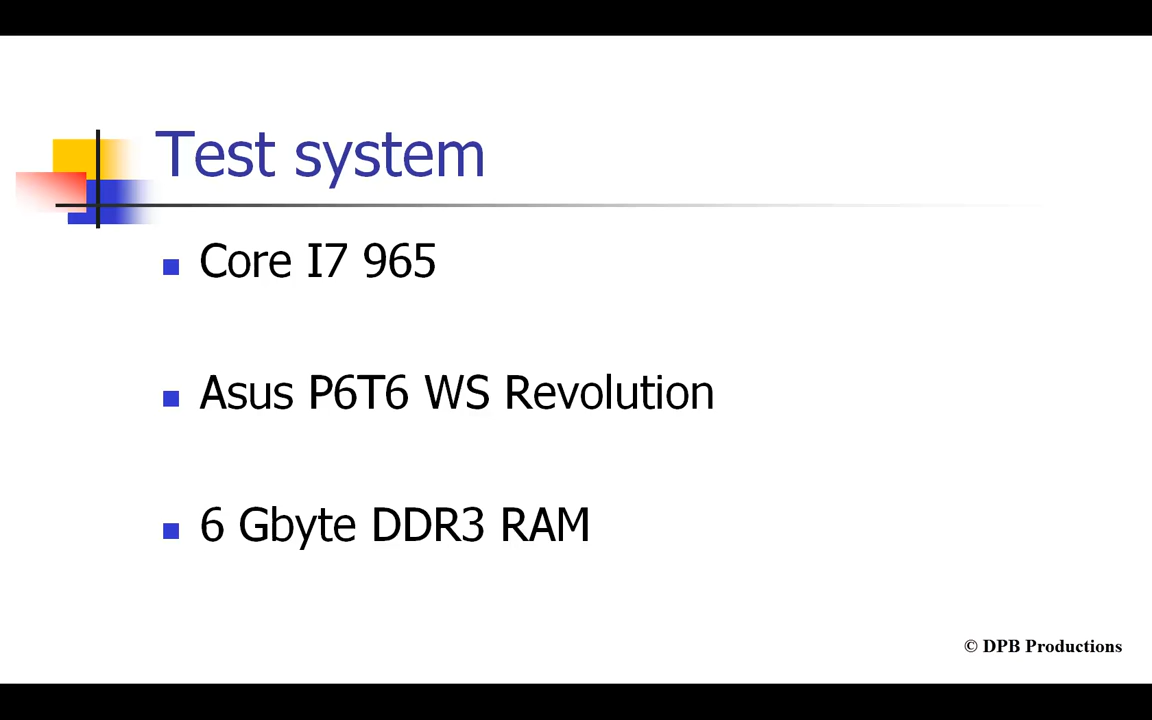 Test system
Core I7 965
Asus P6T6 WS Revolution
6 Gbyte DDR3 RAM
© DPB Productions